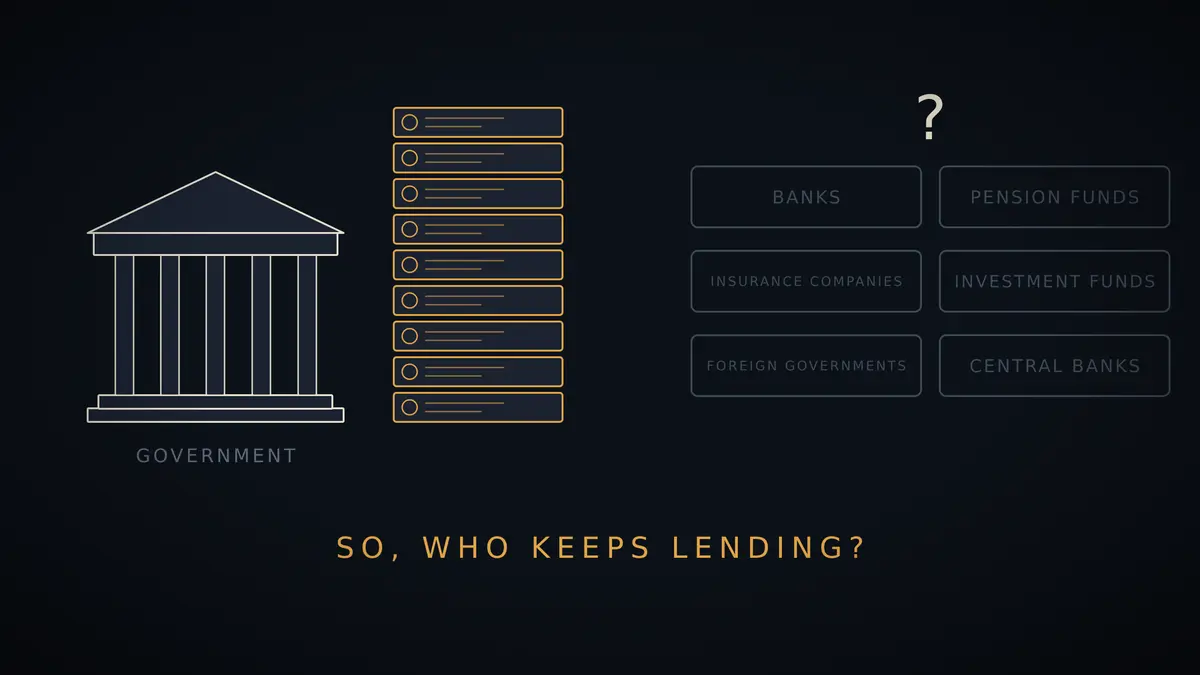 ?
BANKS
PENSION FUNDS
INSURANCE COMPANIES
INVESTMENT FUNDS
FOREIGN GOVERNMENTS
CENTRAL BANKS
GOVERNMENT
SO, WHO KEEPS LENDING?